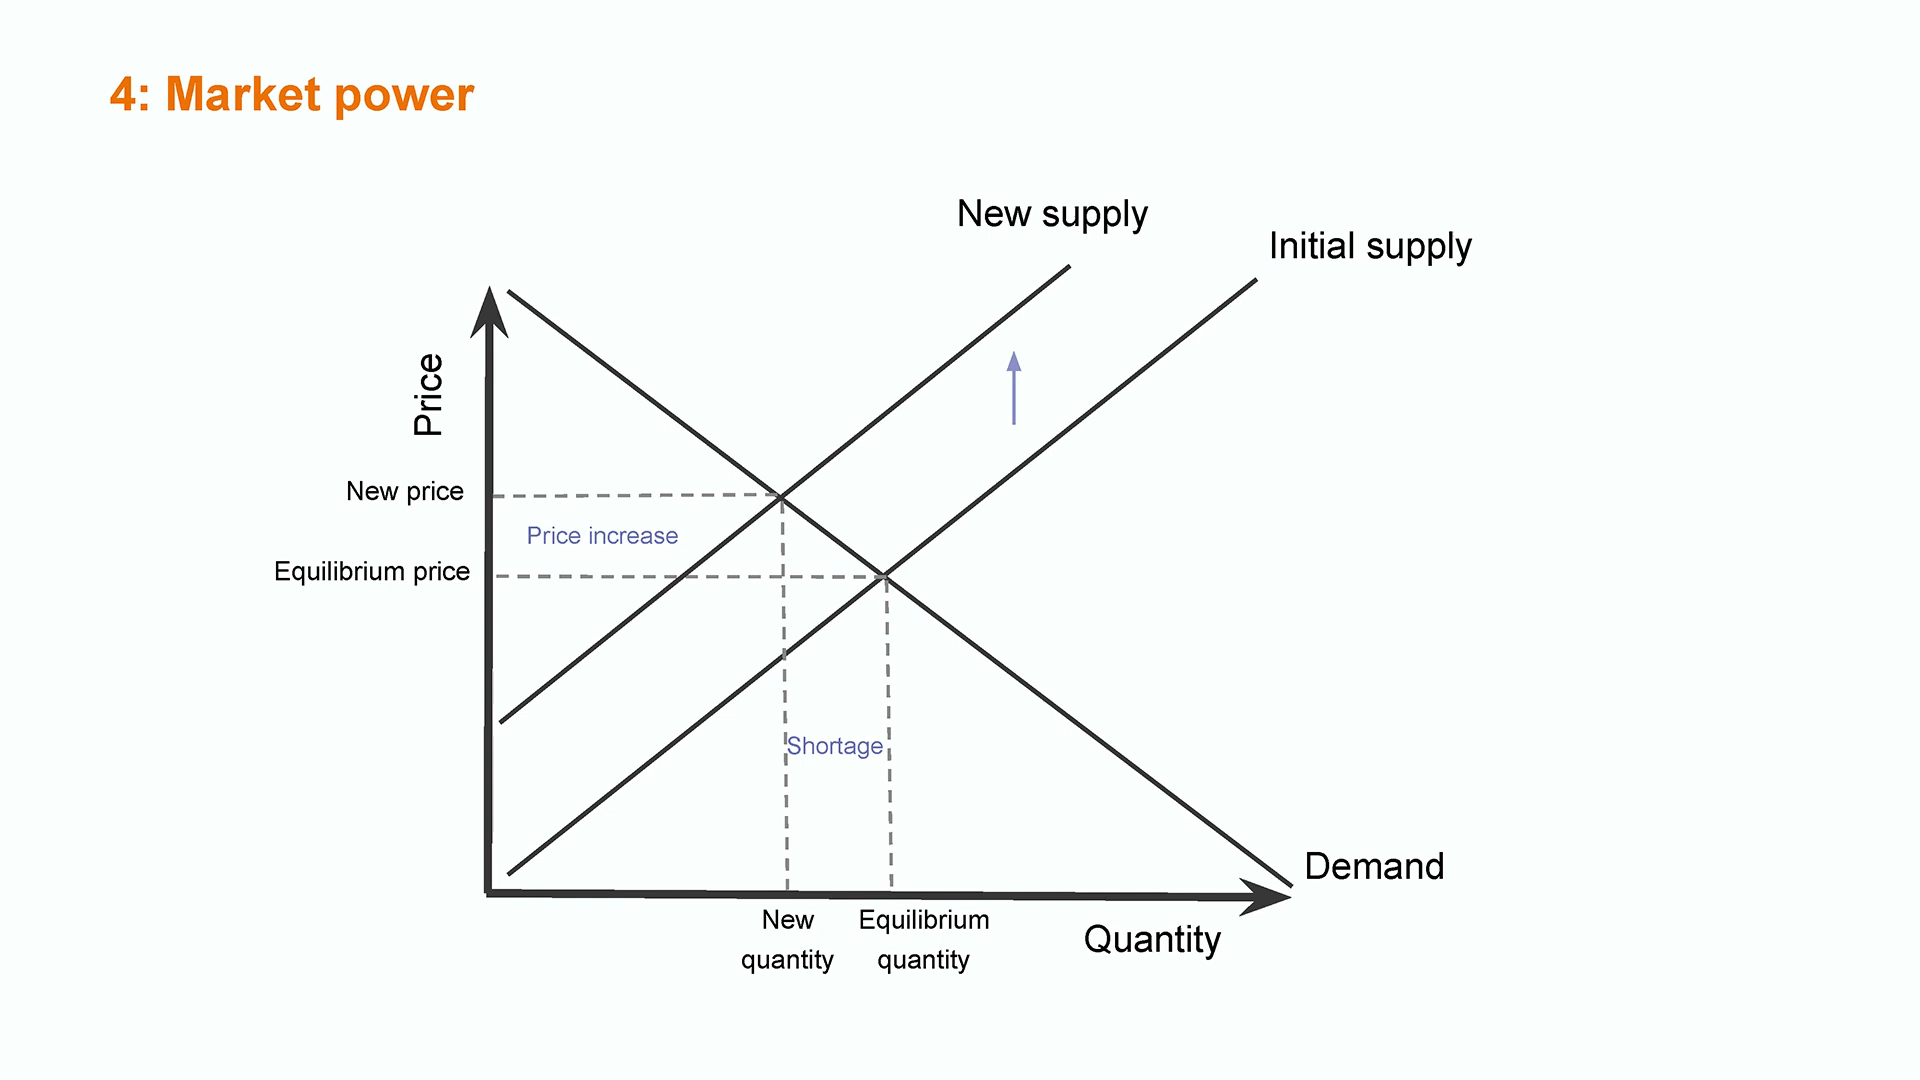 4: Market power
New supply
Initial supply
Price
New price
Price increase
Equilibrium price
Shortage
Demand
New
quantity
Equilibrium
quantity
Quantity